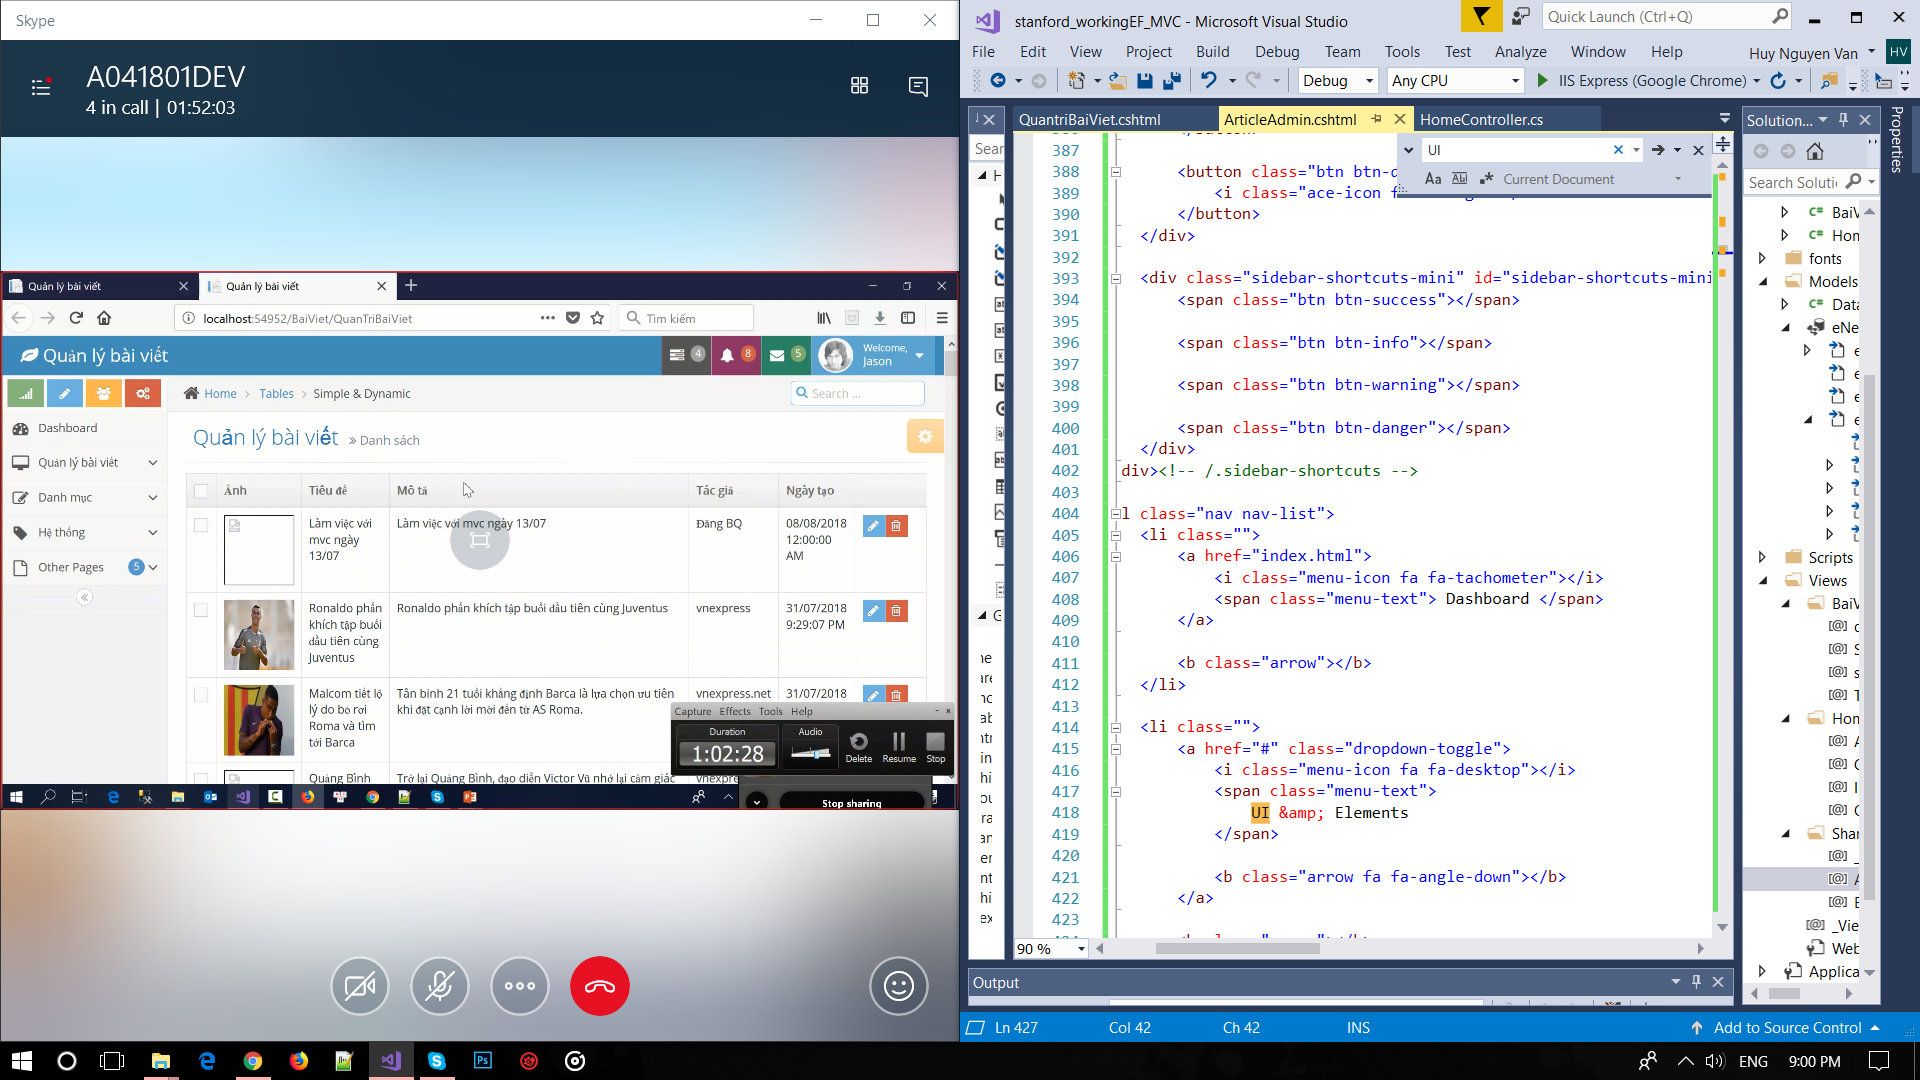 Skype
A041801DEV
4 in call | 01:52:03
Quản lý bài viết
Quản lý bài viết
localhost:54952/BaiViet/QuanTriBaiViet
Tìm kiếm
Quản lý bài viết
4
8
5
Welcome,
Jason
Home
Tables
Simple & Dynamic
Search ...
Dashboard
Quản lý bài viết
Danh mục
Hệ thống
Other Pages
5
Quản lý bài viết » Danh sách
Ảnh
Tiêu đề
Mô tả
Tác giả
Ngày tạo
Làm việc với
mvc ngày
13/07
Làm việc với mvc ngày 13/07
Đăng BQ
08/08/2018
12:00:00
AM
Ronaldo phấn
khích tập buổi
đầu tiên cùng
Juventus
Ronaldo phấn khích tập buổi đầu tiên cùng Juventus
vnexpress
31/07/2018
9:29:07 PM
Malcom tiết lộ
lý do bỏ rơi
Roma và tìm
tới Barca
Tân binh 21 tuổi khẳng định Barca là lựa chọn ưu tiên
khi đặt cạnh lời mời đến từ AS Roma.
vnexpress.net
31/07/2018
Quảng Bình
Trở lại Quảng Bình, đạo diễn Victor Vũ nhớ lại cảm giác
Capture Effects Tools Help
Duration
1:02:28
Audio
Delete
Resume
Stop
Stop sharing
stanford_workingEF_MVC - Microsoft Visual Studio
Quick Launch (Ctrl+Q)
File Edit View Project Build Debug Team Tools Test Analyze Window Help
Huy Nguyen Van
HV
Debug
Any CPU
IIS Express (Google Chrome)
QuantriBaiViet.cshtml
ArticleAdmin.cshtml
HomeController.cs
UI
Aa
Current Document
387
388 <button class="btn btn-d
389 <i class="ace-icon f
390 </button>
391 </div>
392
393 <div class="sidebar-shortcuts-mini" id="sidebar-shortcuts-mini
394 <span class="btn btn-success"></span>
395
396 <span class="btn btn-info"></span>
397
398 <span class="btn btn-warning"></span>
399
400 <span class="btn btn-danger"></span>
401 </div>
402 div><!-- /.sidebar-shortcuts -->
403
404 l class="nav nav-list">
405 <li class="">
406 <a href="index.html">
407 <i class="menu-icon fa fa-tachometer"></i>
408 <span class="menu-text"> Dashboard </span>
409 </a>
410
411 <b class="arrow"></b>
412 </li>
413
414 <li class="">
415 <a href="#" class="dropdown-toggle">
416 <i class="menu-icon fa fa-desktop"></i>
417 <span class="menu-text">
418 UI &amp; Elements
419 </span>
420
421 <b class="arrow fa fa-angle-down"></b>
422 </a>
423
90 %
Output
Solution...
Search Soluti
BaiV
Hon
fonts
Models
Data
eNe
Scripts
Views
BaiV
Hon
Shar
_Vie
Web
Applica
Properties
Ln 427
Col 42
Ch 42
INS
Add to Source Control
ENG
9:00 PM